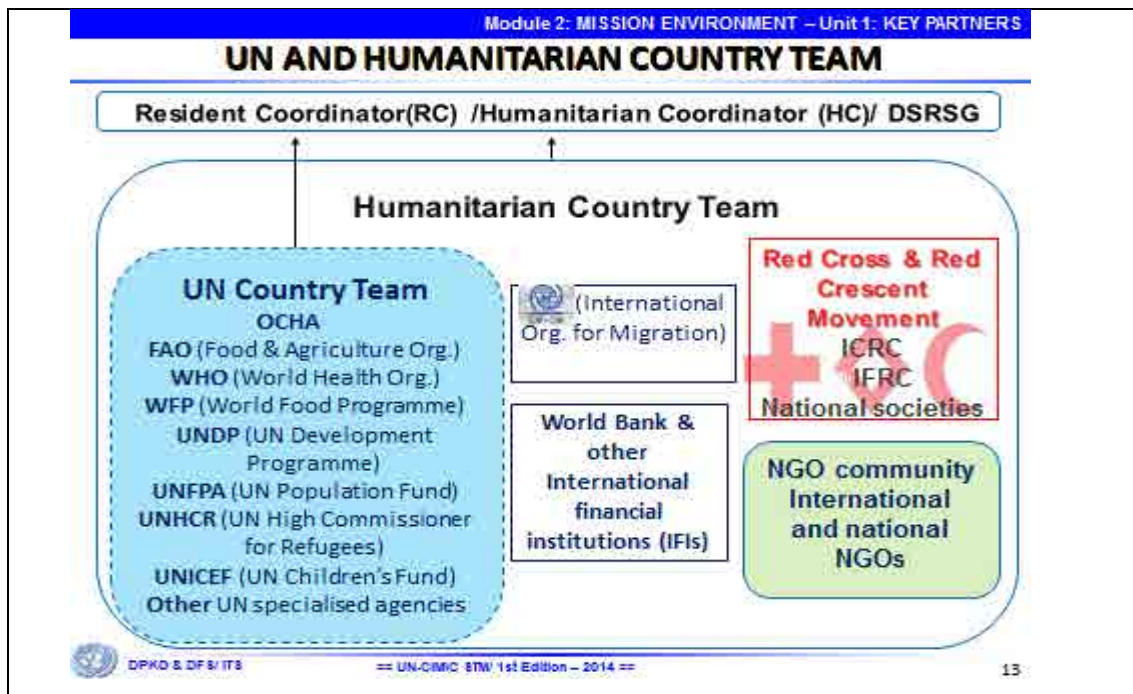 Module 2: MISSION ENVIRONMENT – Unit 1: KEY PARTNERS
UN AND HUMANITARIAN COUNTRY TEAM
Resident Coordinator(RC) /Humanitarian Coordinator (HC)/ DSRSG
Humanitarian Country Team
UN Country Team
OCHA
FAO (Food & Agriculture Org.)
WHO (World Health Org.)
WFP (World Food Programme)
UNDP (UN Development
Programme)
UNFPA (UN Population Fund)
UNHCR (UN High Commissioner
for Refugees)
UNICEF (UN Children's Fund)
Other UN specialised agencies
(International
Org. for Migration)
World Bank &
other
International
financial
institutions (IFIs)
Red Cross & Red
Crescent
Movement
ICRC
IFRC
National societies
NGO community
International
and national
NGOs
DPKO & DFS/ ITS
== UN-CIMIC STM/ 1st Edition – 2014 ==
13